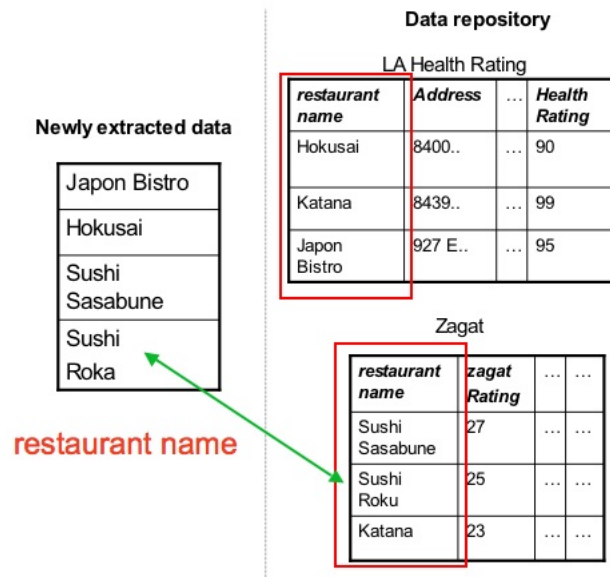 Data repository
LA Health Rating
restaurant name Address … Health Rating
Hokusai 8400.. … 90
Katana 8439.. … 99
Japon Bistro 927 E.. … 95
Newly extracted data
Japon Bistro
Hokusai
Sushi
Sasabune
Sushi
Roka
restaurant name
Zagat
restaurant name zagat Rating … …
Sushi Sasabune 27 … …
Sushi Roku 25 … …
Katana 23 … …